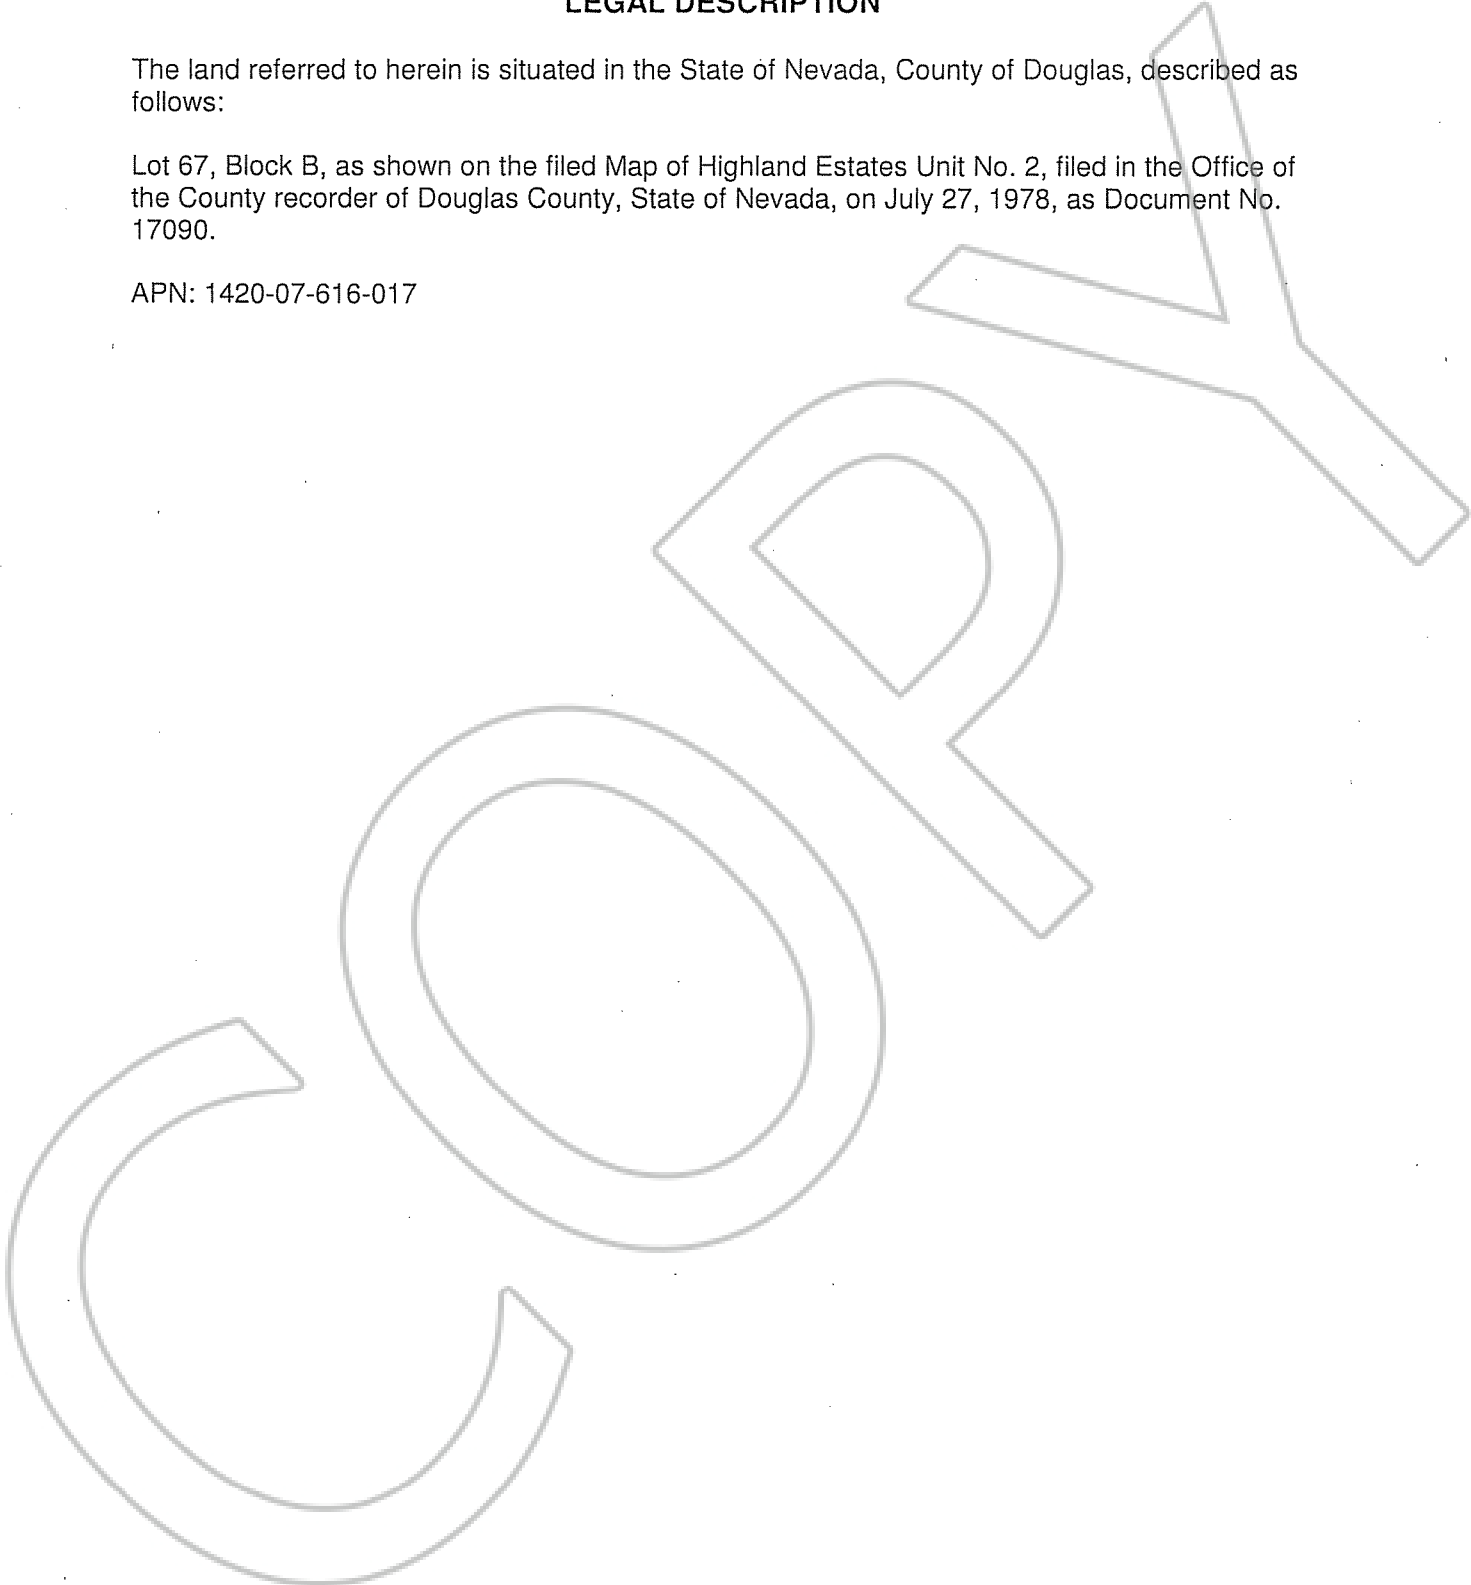 LEGAL DESCRIPTION
The land referred to herein is situated in the State of Nevada, County of Douglas, described as
follows:
Lot 67, Block B, as shown on the filed Map of Highland Estates Unit No. 2, filed in the Office of
the County recorder of Douglas County, State of Nevada, on July 27, 1978, as Document No.
17090.
APN: 1420-07-616-017
COPY